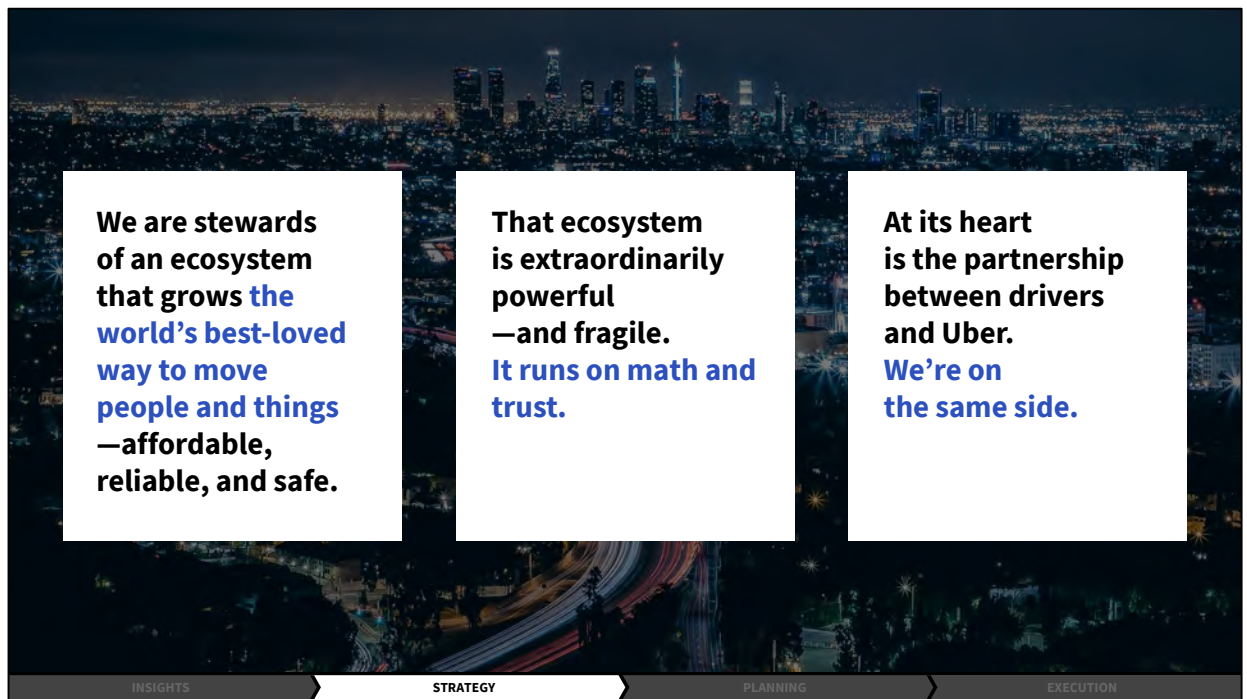 We are stewards
of an ecosystem
that grows the
world’s best-loved
way to move
people and things
—affordable,
reliable, and safe.
That ecosystem
is extraordinarily
powerful
—and fragile.
It runs on math and
trust.
At its heart
is the partnership
between drivers
and Uber.
We’re on
the same side.
INSIGHTS
STRATEGY
PLANNING
EXECUTION